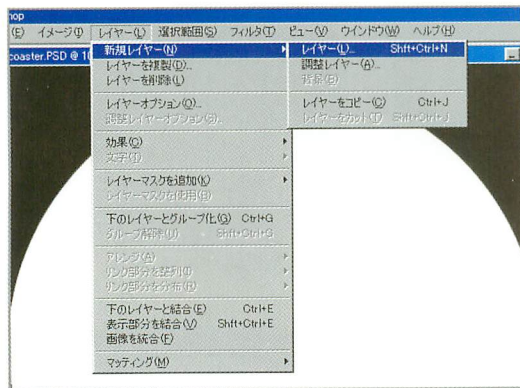 hop
(E) イメージ(I) レイヤー(L) 選択範囲(S) フィルタ(T) ビュー(V) ウインドウ(W) ヘルプ(H)
coaster.PSD @ 10
新規レイヤー(N)
レイヤーを複製(D)...
レイヤーを削除(L)
レイヤーオプション(O)...
調整レイヤーオプション(S)...
効果(C)
文字(T)
レイヤーマスクを追加(K)
レイヤーマスクを使用(B)
下のレイヤーとグループ化(G) Ctrl+G
グループ解除(U) Shft+Ctrl+G
アレンジ(A)
リンク部分を整列(I)
リンク部分を分布(R)
下のレイヤーと結合(E) Ctrl+E
表示部分を結合(V) Shft+Ctrl+E
画像を統合(F)
マッティング(M)
レイヤー(L)... Shft+Ctrl+N
調整レイヤー(A)...
背景(B)
レイヤーをコピー(C) Ctrl+J
レイヤーをカット(T) Shft+Ctrl+J